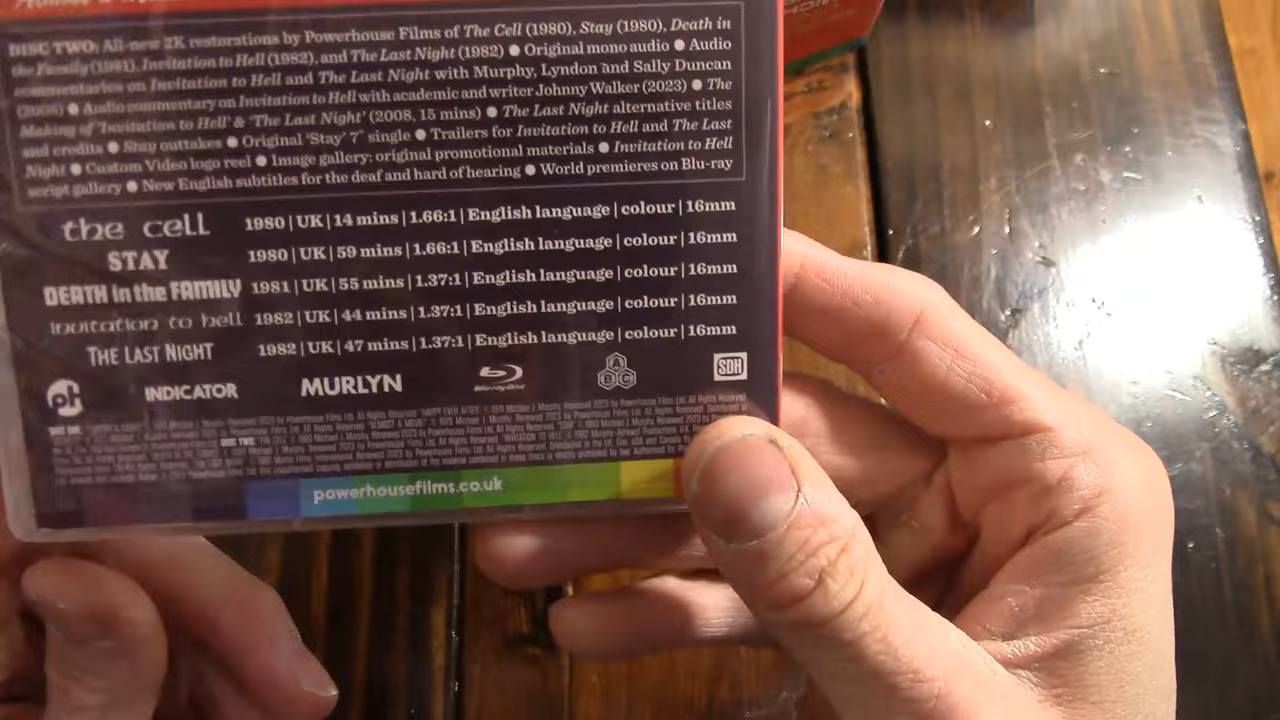 DISC TWO: All-new 2K restorations by Powerhouse Films of The Cell (1980), Stay (1980), Death in
the Family (1981), Invitation to Hell (1982), and The Last Night (1982) ● Original mono audio ● Audio
commentaries on Invitation to Hell and The Last Night with Murphy, Lyndon and Sally Duncan
(2008) ● Audio commentary on Invitation to Hell with academic and writer Johnny Walker (2023) ● The
Making of 'Invitation to Hell' & 'The Last Night' (2008, 15 mins) ● The Last Night alternative titles
and credits ● Stay outtakes ● Original 'Stay' 7" single ● Trailers for Invitation to Hell and The Last
Night ● Custom Video logo reel ● Image gallery: original promotional materials ● Invitation to Hell
script gallery ● New English subtitles for the deaf and hard of hearing ● World premieres on Blu-ray
the cell 1980 | UK | 14 mins | 1.66:1 | English language | colour | 16mm
STAY 1980 | UK | 59 mins | 1.66:1 | English language | colour | 16mm
DEATH in the FAMILY 1981 | UK | 55 mins | 1.37:1 | English language | colour | 16mm
invitation to hell 1982 | UK | 44 mins | 1.37:1 | English language | colour | 16mm
THE LAST NIGHT 1982 | UK | 47 mins | 1.37:1 | English language | colour | 16mm
ph INDICATOR MURLYN Blu-ray Disc ABC SDH
powerhousefilms.co.uk